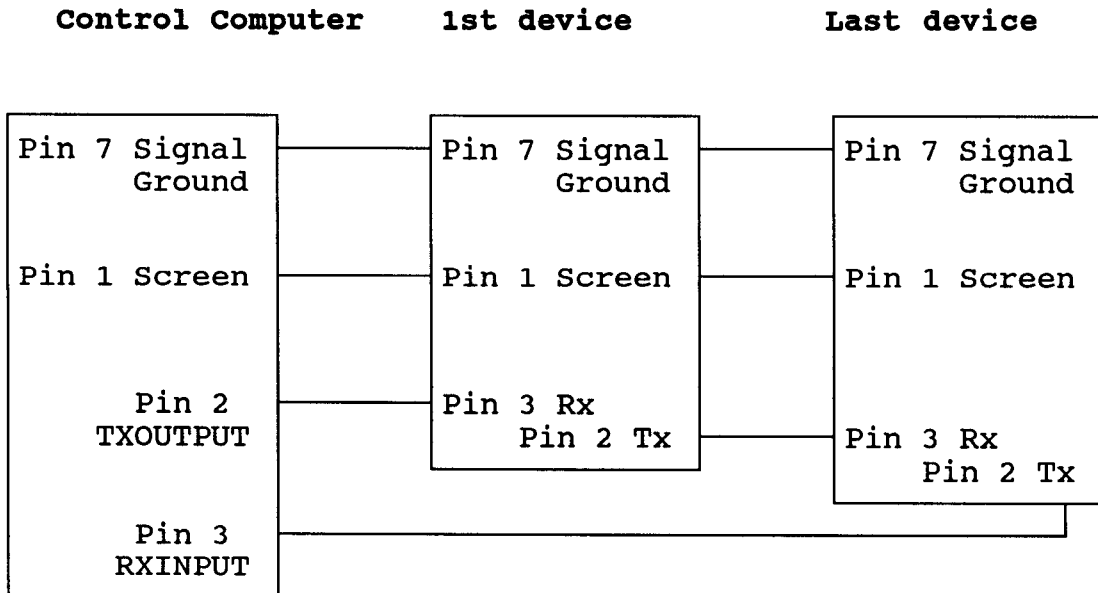 Control Computer
1st device
Last device
Pin 7 Signal
Ground
Pin 1 Screen
Pin 2
TXOUTPUT
Pin 3
RXINPUT
Pin 7 Signal
Ground
Pin 1 Screen
Pin 3 Rx
Pin 2 Tx
Pin 7 Signal
Ground
Pin 1 Screen
Pin 3 Rx
Pin 2 Tx